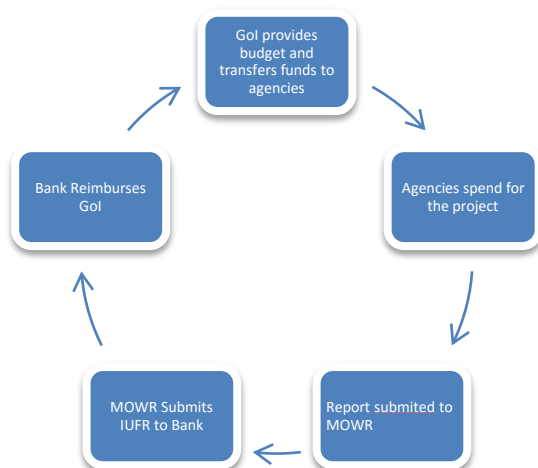 GoI provides
budget and
transfers funds to
agencies
Agencies spend for
the project
Report submited to
MOWR
MOWR Submits
IUFR to Bank
Bank Reimburses
GoI